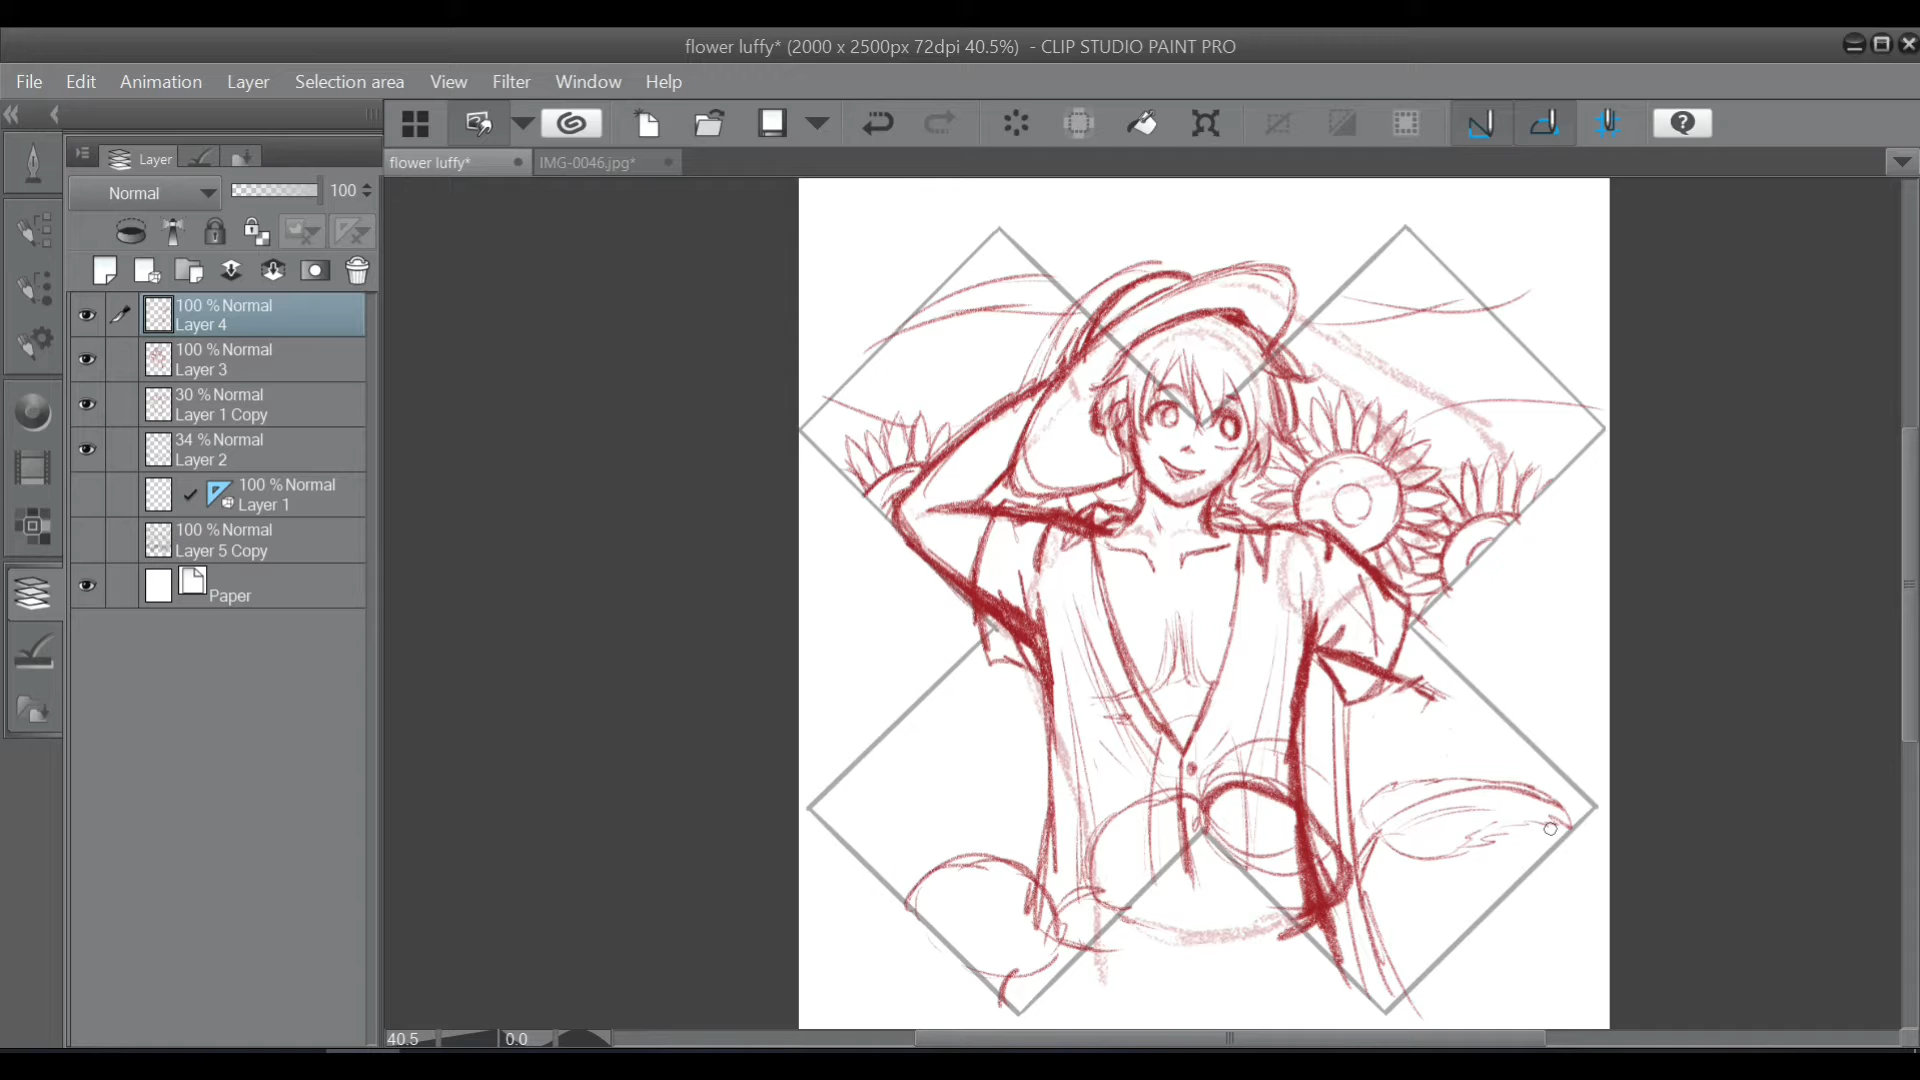 flower luffy* (2000 x 2500px 72dpi 40.5%)  - CLIP STUDIO PAINT PRO
File Edit Animation Layer Selection area View Filter Window Help
flower luffy* IMG-0046.jpg*
Layer
Normal 100
100 % Normal
Layer 4
100 % Normal
Layer 3
30 % Normal
Layer 1 Copy
34 % Normal
Layer 2
100 % Normal
Layer 1
100 % Normal
Layer 5 Copy
Paper
40.5 0.0